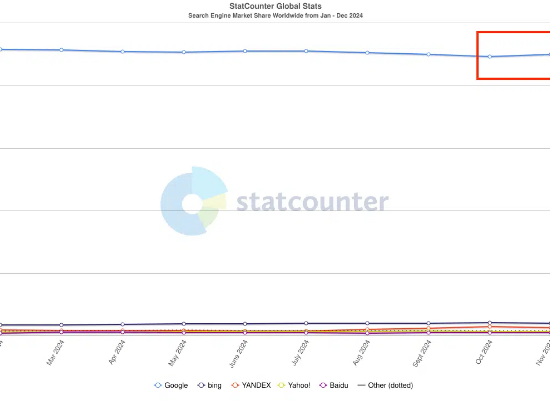 StatCounter Global Stats
Search Engine Market Share Worldwide from Jan - Dec 2024
statcounter
Mar 2024
Apr 2024
May 2024
June 2024
July 2024
Aug 2024
Sept 2024
Oct 2024
Google bing YANDEX Yahoo! Baidu Other (dotted)